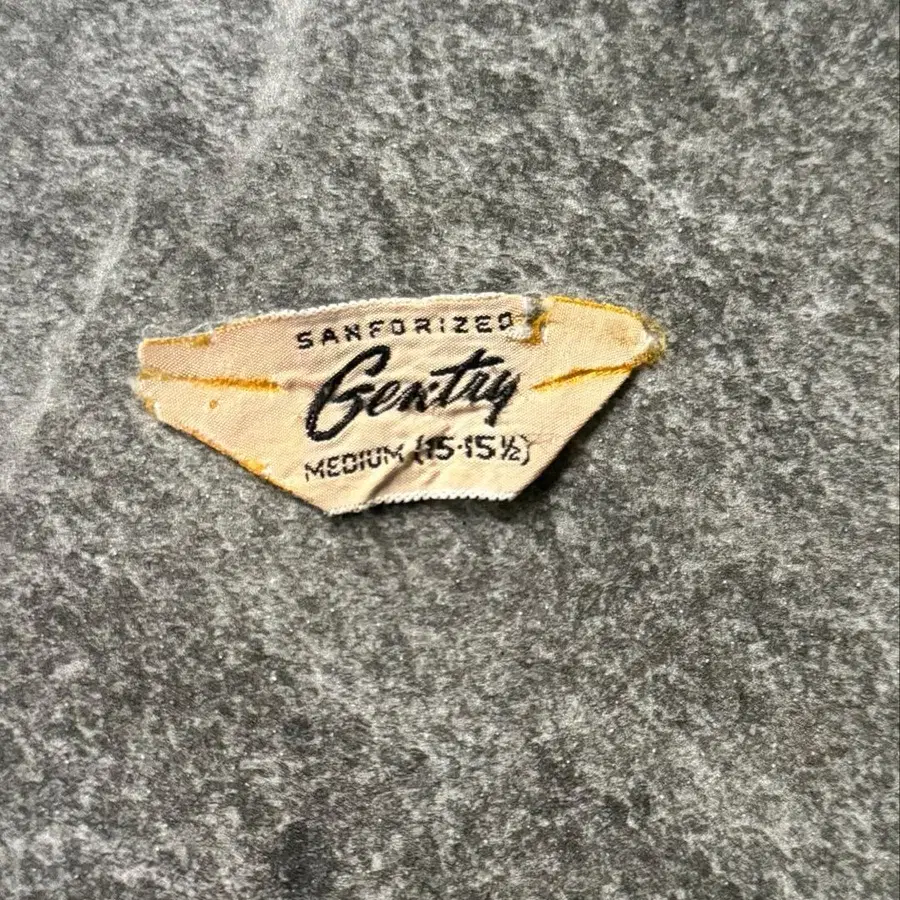 SANFORIZED
Gentry
MEDIUM (15-15½)